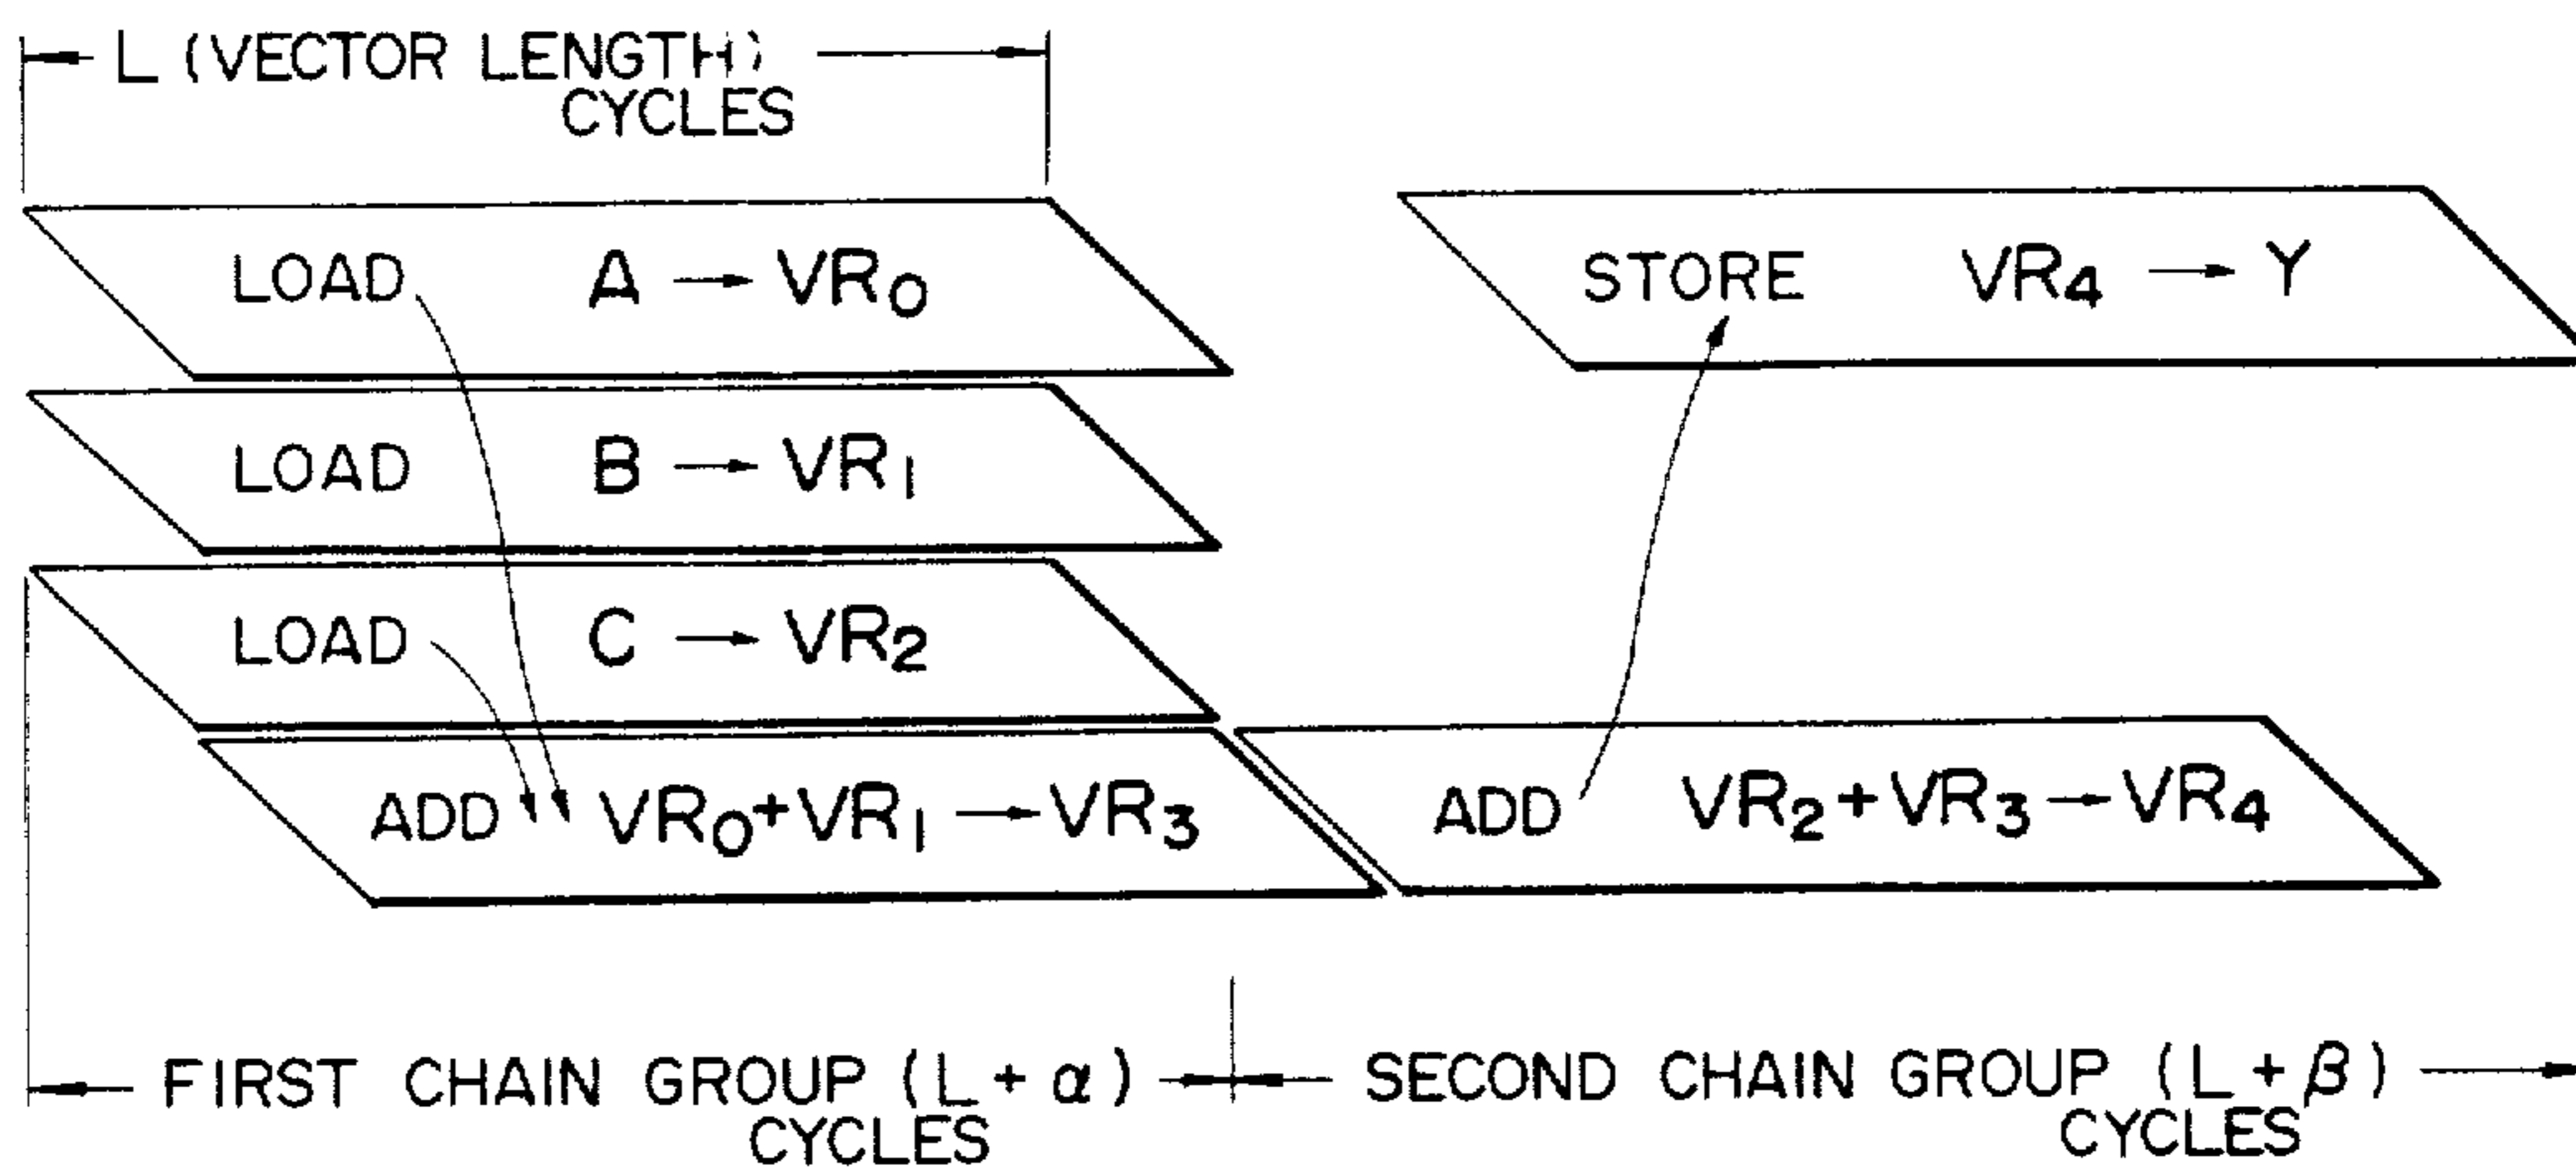 L (VECTOR LENGTH)
CYCLES
LOAD A → VR0
STORE VR4 → Y
LOAD B → VR1
LOAD C → VR2
ADD VR0+VR1 → VR3
ADD VR2+VR3 → VR4
FIRST CHAIN GROUP (L + α)
CYCLES
SECOND CHAIN GROUP (L + β)
CYCLES